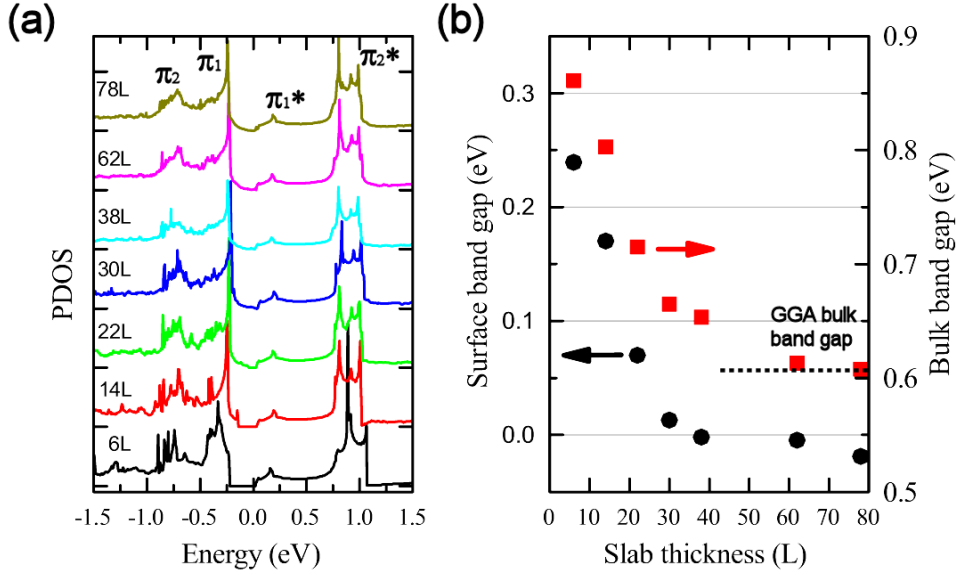 (a)
π₂
π₁
π₁*
π₂*
78L
62L
38L
30L
22L
14L
6L
PDOS
-1.5
-1.0
-0.5
0.0
0.5
1.0
1.5
Energy (eV)
(b)
0.3
0.2
0.1
0.0
Surface band gap (eV)
0.9
0.8
0.7
0.6
0.5
Bulk band gap (eV)
GGA bulk
band gap
0
10
20
30
40
50
60
70
80
Slab thickness (L)